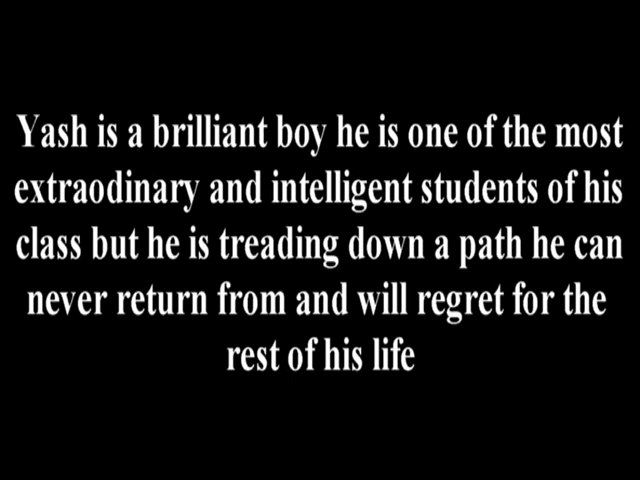 Yash is a brilliant boy he is one of the most
extraodinary and intelligent students of his
class but he is treading down a path he can
never return from and will regret for the
rest of his life